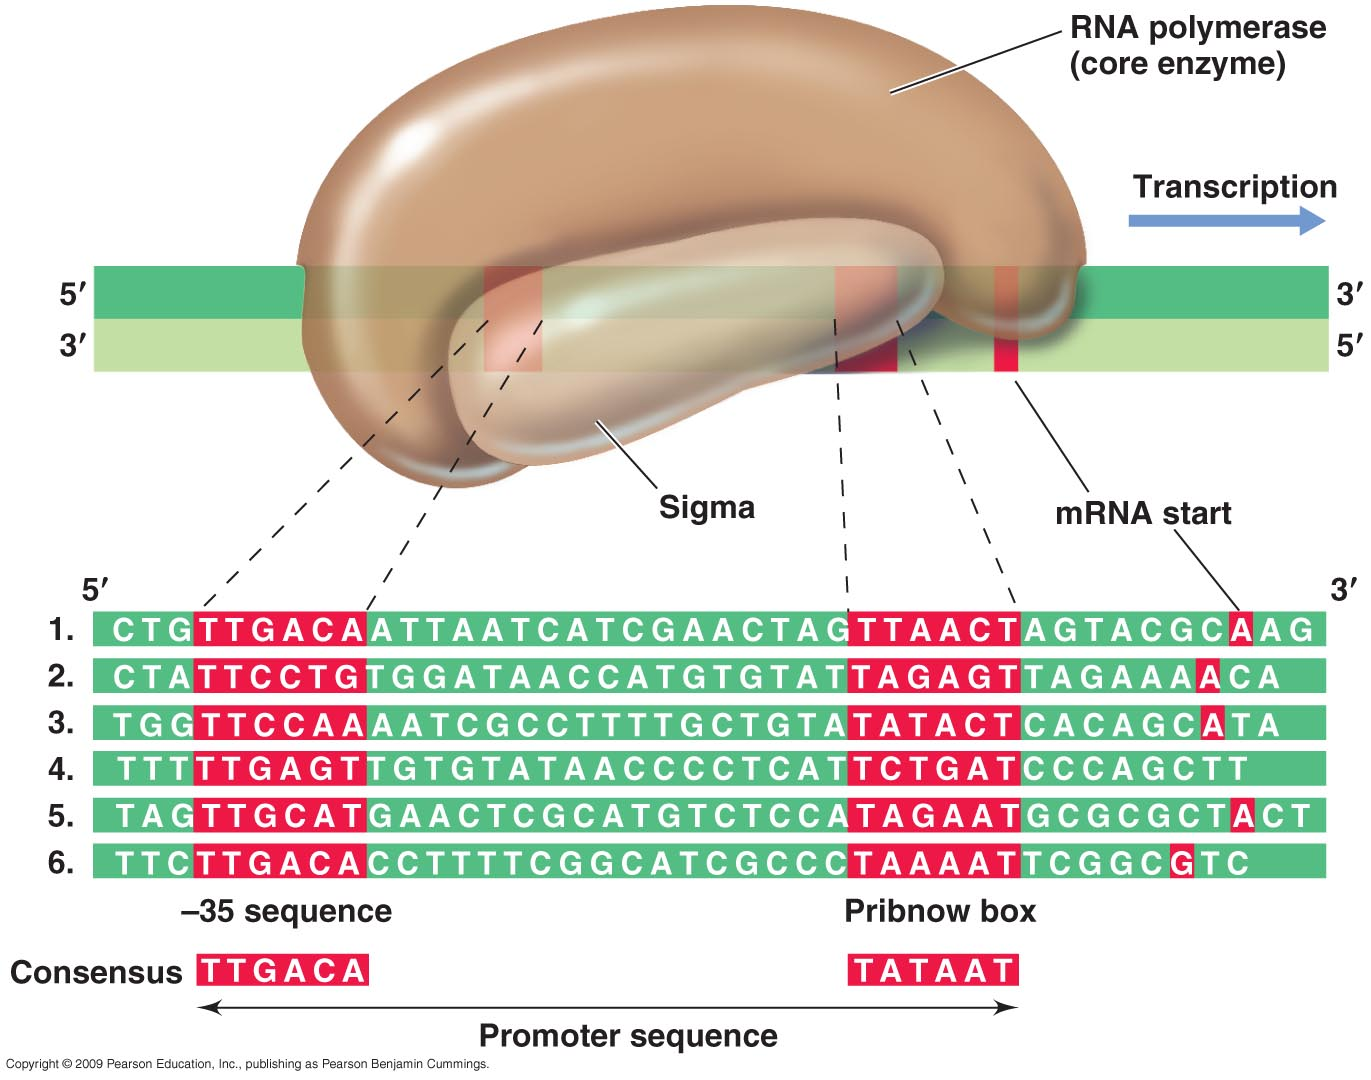 RNA polymerase
(core enzyme)
Transcription
5′ 3′
3′ 5′
Sigma
mRNA start
5′ 3′
1. CTGTTGACAATTAATCATCGAACTAGTTAACTAGTACGCAAG
2. CTATTCCTGTGGATAACCATGTGTATTAGAGTTAGAAAACA
3. TGGTTCCAAAATCGCCTTTTGCTGTATATACTCACAGCATA
4. TTTTTGAGTTGTGTATAACCCCTCATTCTGATCCCAGCTT
5. TAGTTGCATGAACTCGCATGTCTCCATAGAATGCGCGCTACT
6. TTCTTGACACCTTTTCGGCATCGCCCTAAAATTCGGCGTC
–35 sequence Pribnow box
Consensus TTGACA TATAAT
Promoter sequence
Copyright © 2009 Pearson Education, Inc., publishing as Pearson Benjamin Cummings.